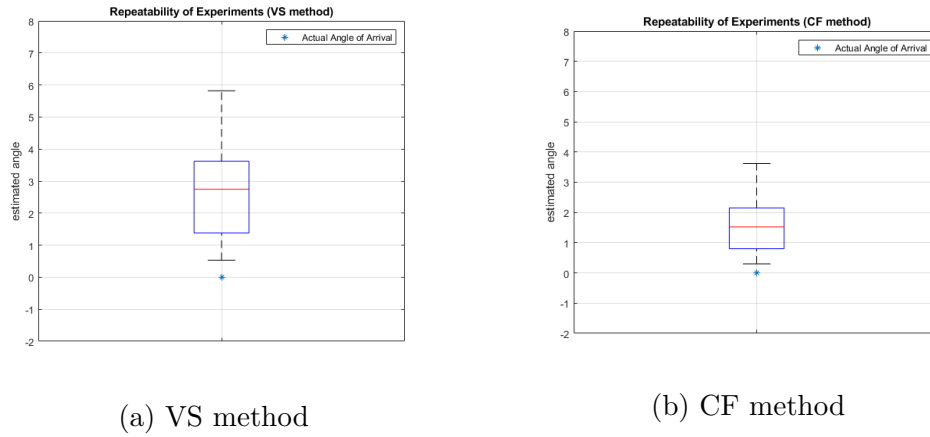 Repeatability of Experiments (VS method)
Actual Angle of Arrival
8
7
6
5
4
3
2
1
0
-1
-2
estimated angle
(a) VS method
Repeatability of Experiments (CF method)
Actual Angle of Arrival
8
7
6
5
4
3
2
1
0
-1
-2
estimated angle
(b) CF method